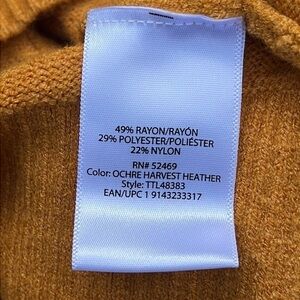 49% RAYON/RAYÓN
29% POLYESTER/POLIÉSTER
22% NYLON
RN# 52469
Color: OCHRE HARVEST HEATHER
Style: TTL48383
EAN/UPC 1 9143233317